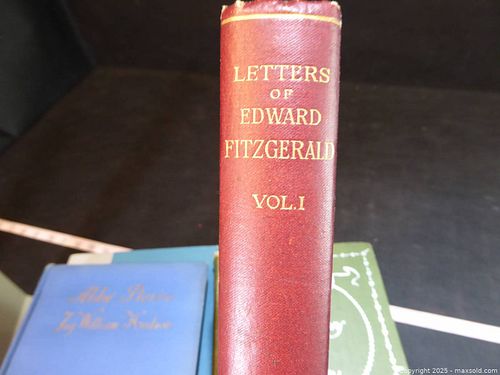 LETTERS
OF
EDWARD
FITZGERALD
VOL. I
Copyright 2025 - maxsold.com